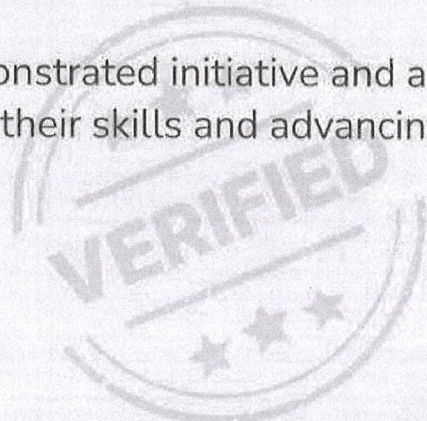 onstrated initiative and a
their skills and advancin
VERIFIED